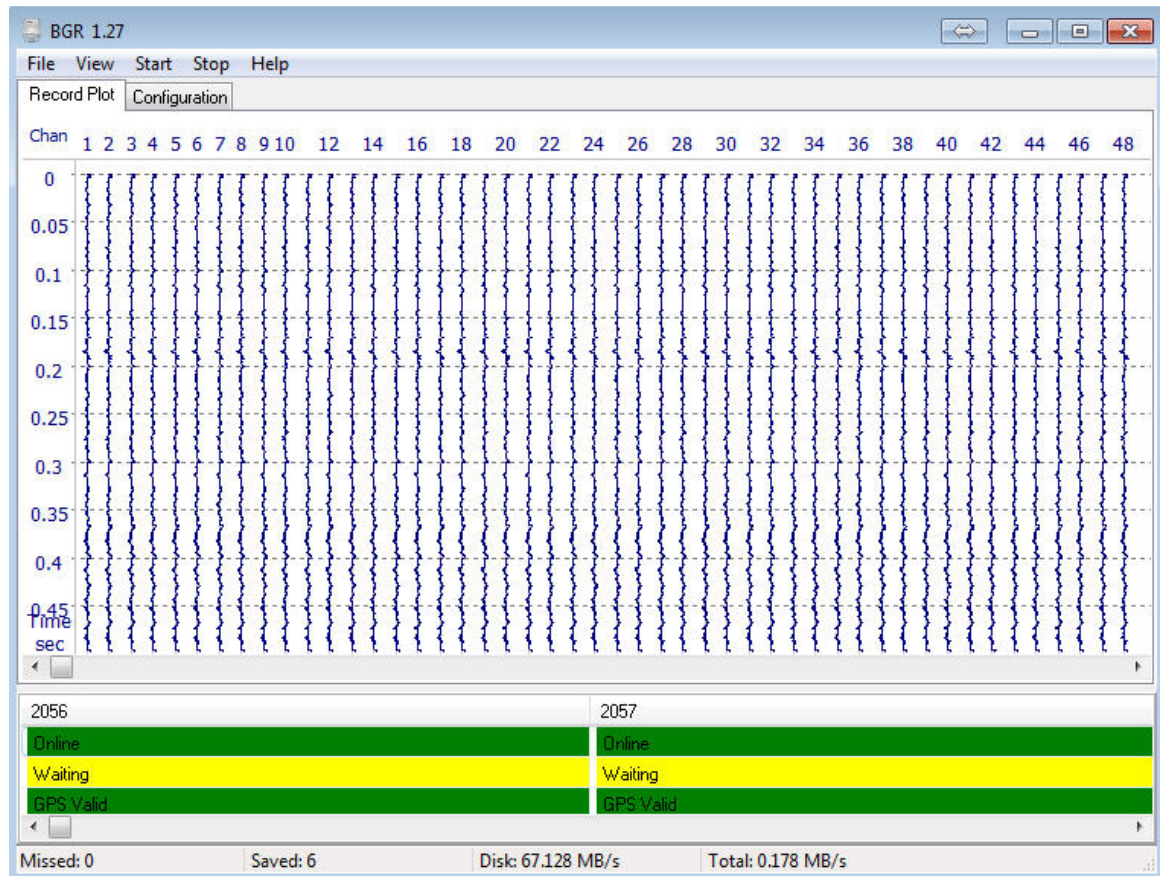 BGR 1.27
File View Start Stop Help
Record Plot Configuration
Chan 1 2 3 4 5 6 7 8 9 10 12 14 16 18 20 22 24 26 28 30 32 34 36 38 40 42 44 46 48
0
0.05
0.1
0.15
0.2
0.25
0.3
0.35
0.4
0.45
Time
sec
2056 2057
Online Online
Waiting Waiting
GPS Valid GPS Valid
Missed: 0 Saved: 6 Disk: 67.128 MB/s Total: 0.178 MB/s